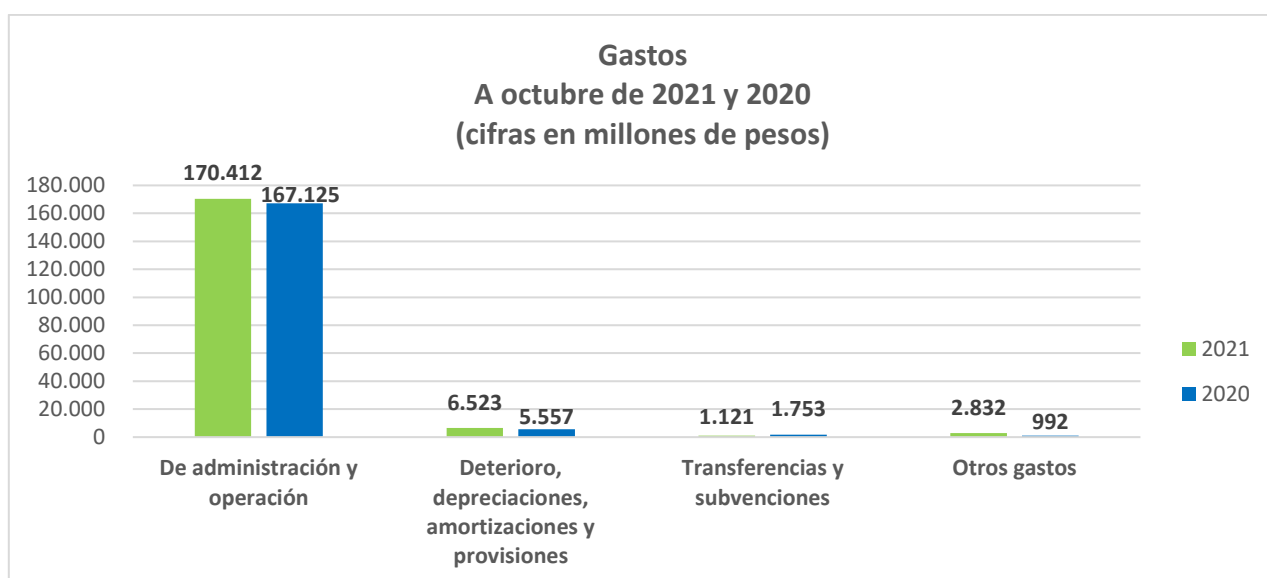 Gastos
A octubre de 2021 y 2020
(cifras en millones de pesos)
170.412
167.125
180.000
160.000
140.000
120.000
100.000
80.000
60.000
40.000
20.000
0
6.523
5.557
1.121
1.753
2.832
992
2021
2020
De administración y
operación
Deterioro,
depreciaciones,
amortizaciones y
provisiones
Transferencias y
subvenciones
Otros gastos